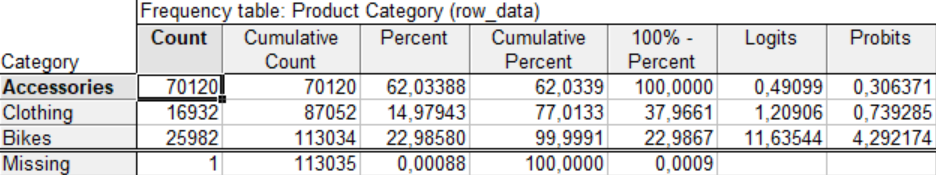 Frequency table: Product Category (row_data)
Category Count Cumulative Count Percent Cumulative Percent 100% - Percent Logits Probits
Accessories 70120 70120 62,03388 62,0339 100,0000 0,49099 0,306371
Clothing 16932 87052 14,97943 77,0133 37,9661 1,20906 0,739285
Bikes 25982 113034 22,98580 99,9991 22,9867 11,63544 4,292174
Missing 1 113035 0,00088 100,0000 0,0009